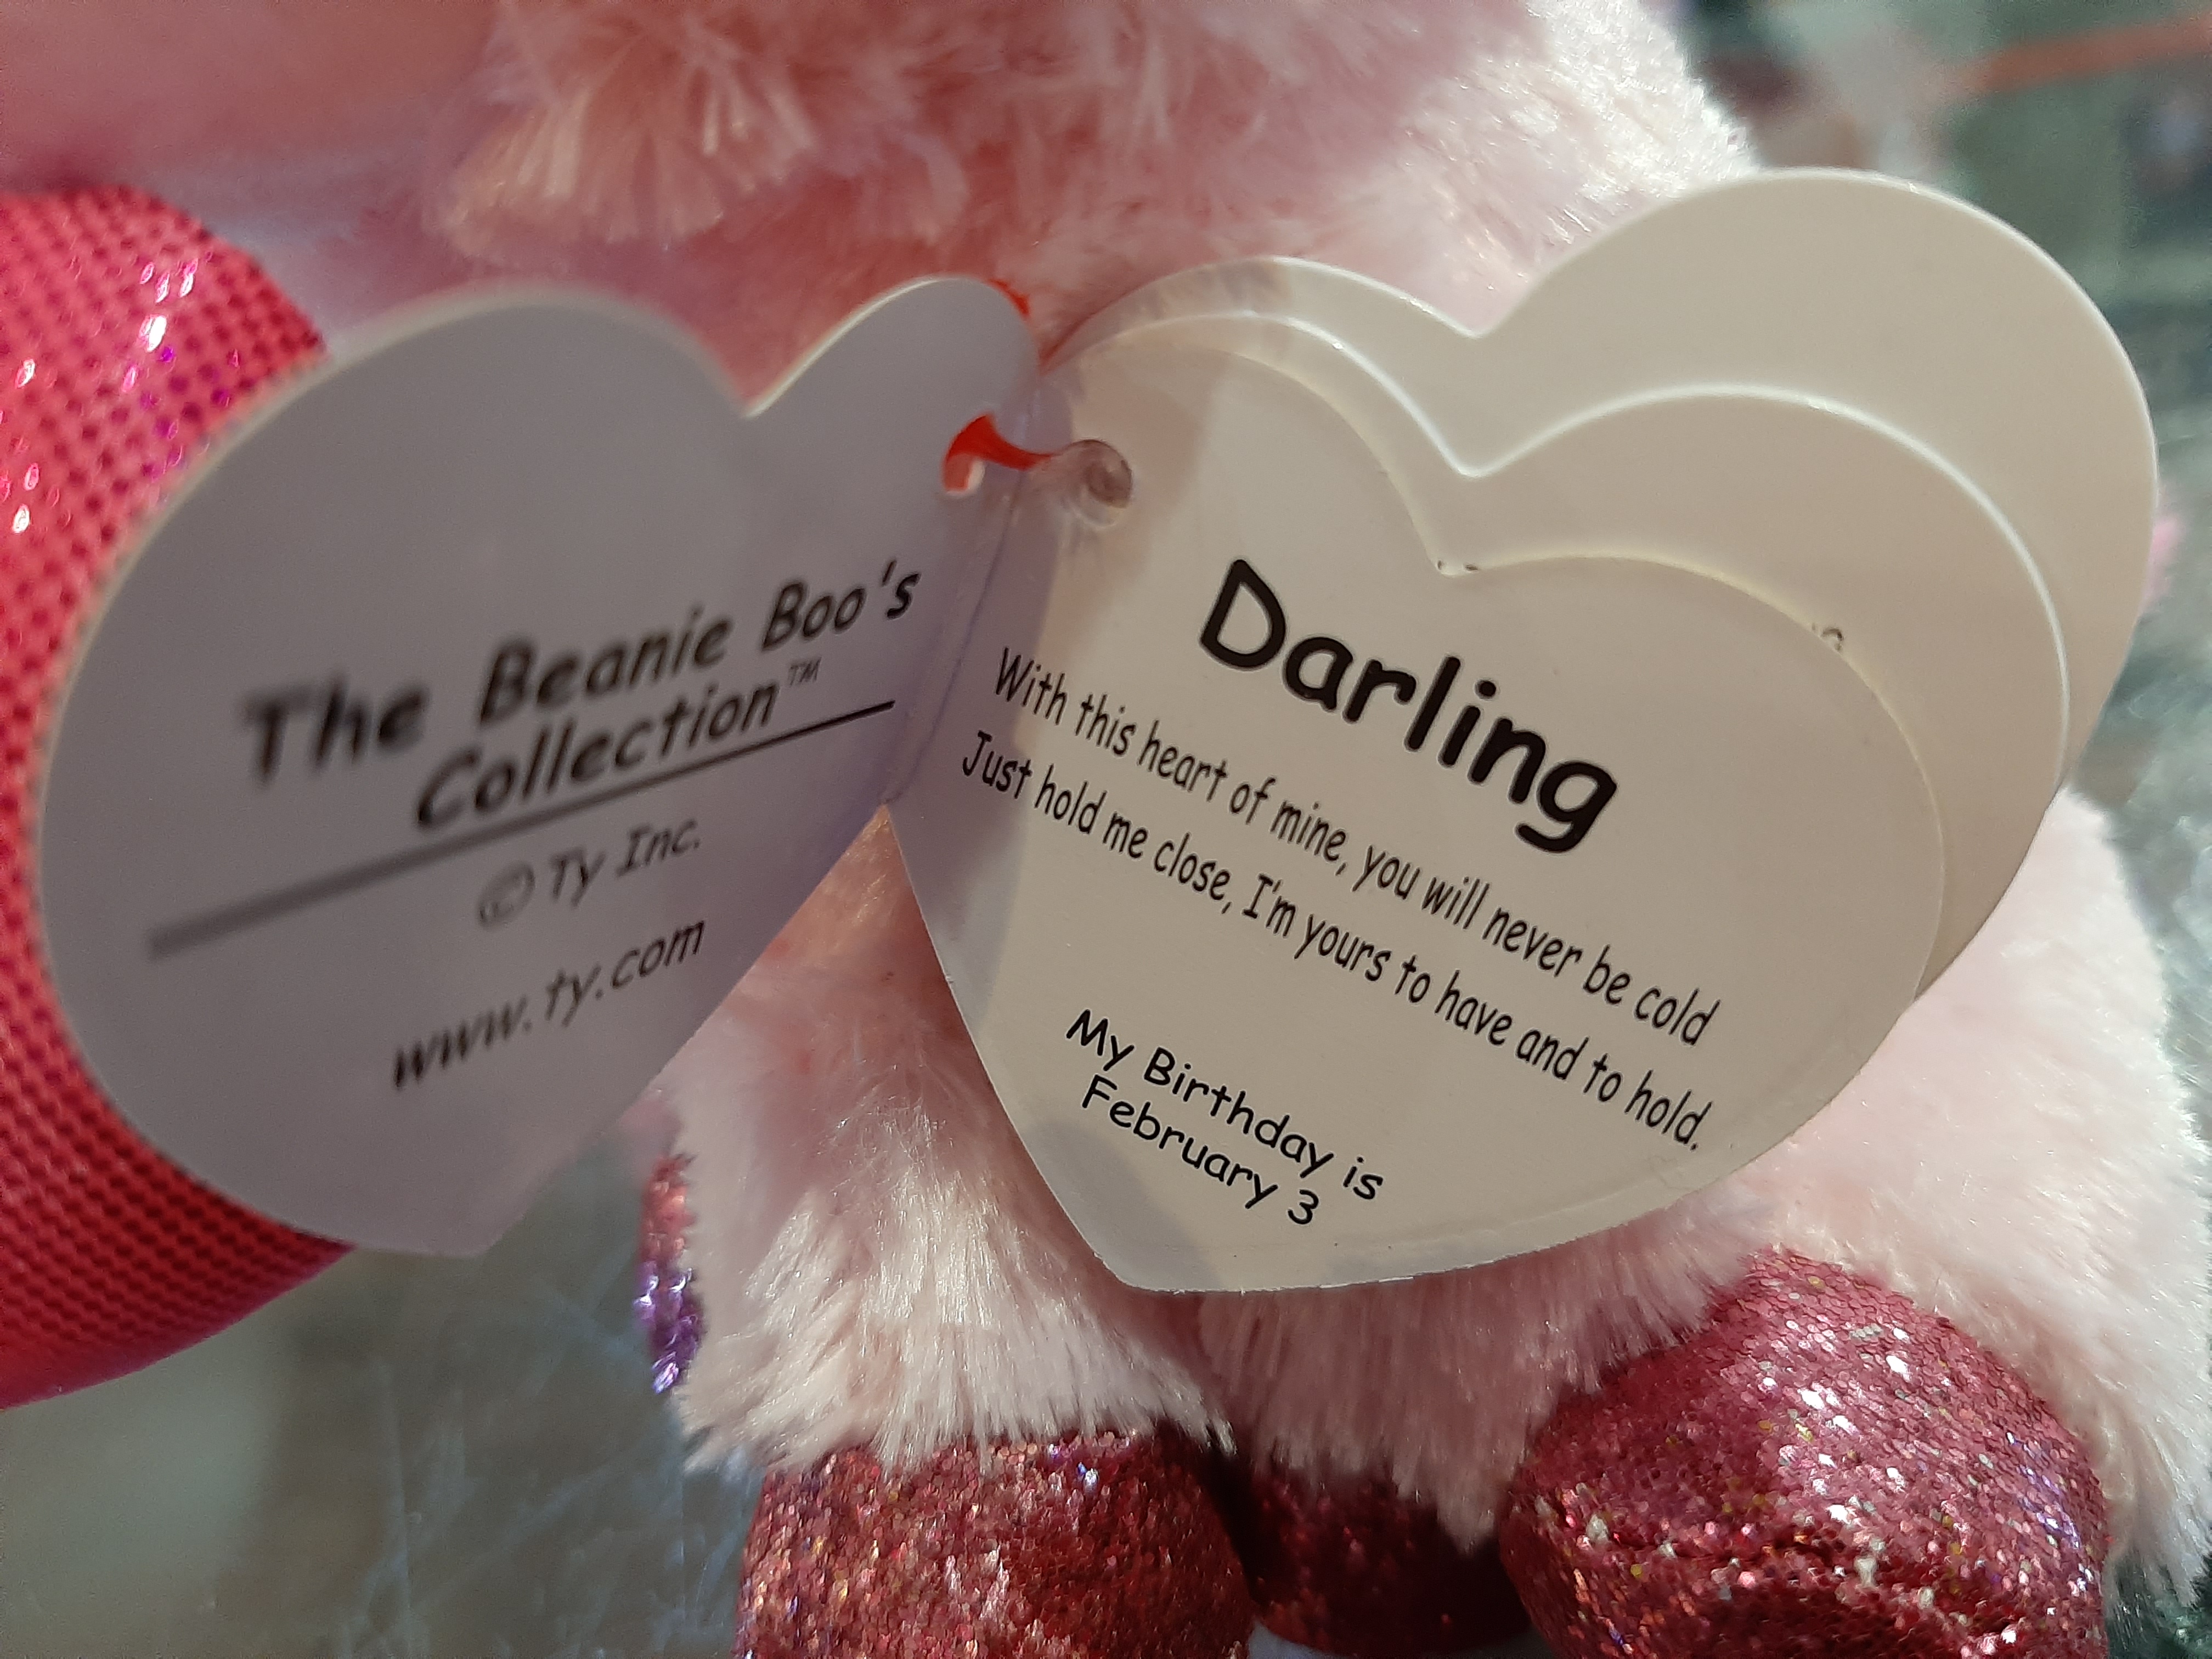 The Beanie Boo's
Collection™
© Ty Inc.
www.ty.com
Darling
With this heart of mine, you will never be cold
Just hold me close, I'm yours to have and to hold.
My Birthday is
February 3